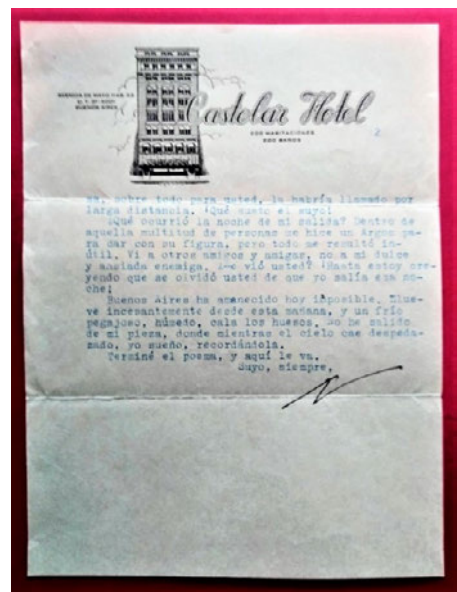 AVENIDA DE MAYO 1148, 52
U. T. 37-5001
BUENOS AIRES
Castelar Hotel
200 HABITACIONES
200 BAÑOS
2
sobre todo para usted, la habría llamado por
larga distancia. ¡Qué susto el suyo!
¿Qué ocurrió la noche de mi salida? Dentro de
aquella multitud de personas me hice un Argos pa-
ra dar con su figura, pero todo me resultó in-
útil. Vi a otros amigos y amigas, no a mi dulce
y ansiada enemiga. vió usted? ¡Hasta estoy cre-
yendo que se olvidó usted de que yo salía esa no-
che!
Buenos Aires ha amanecido hoy imposible. Llue-
ve incesantemente desde esta mañana, y un frío
pegajoso, húmedo, cala los huesos. No he salido
de mi pieza, donde mientras el cielo cae despeda-
zado, yo sueño, recordándola.
Terminé el poema, y aquí le va.
Suyo, siempre,